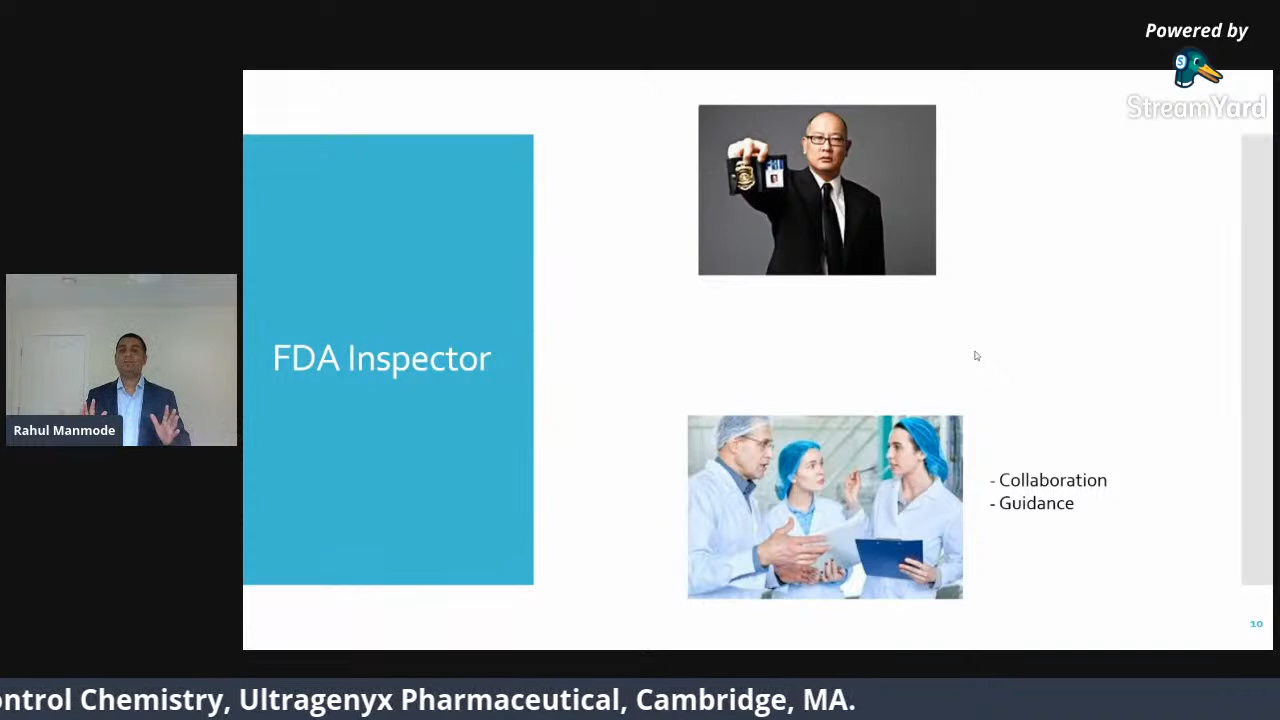 Powered by
StreamYard
FDA Inspector
Rahul Manmode
- Collaboration
- Guidance
10
ontrol Chemistry, Ultragenyx Pharmaceutical, Cambridge, MA.